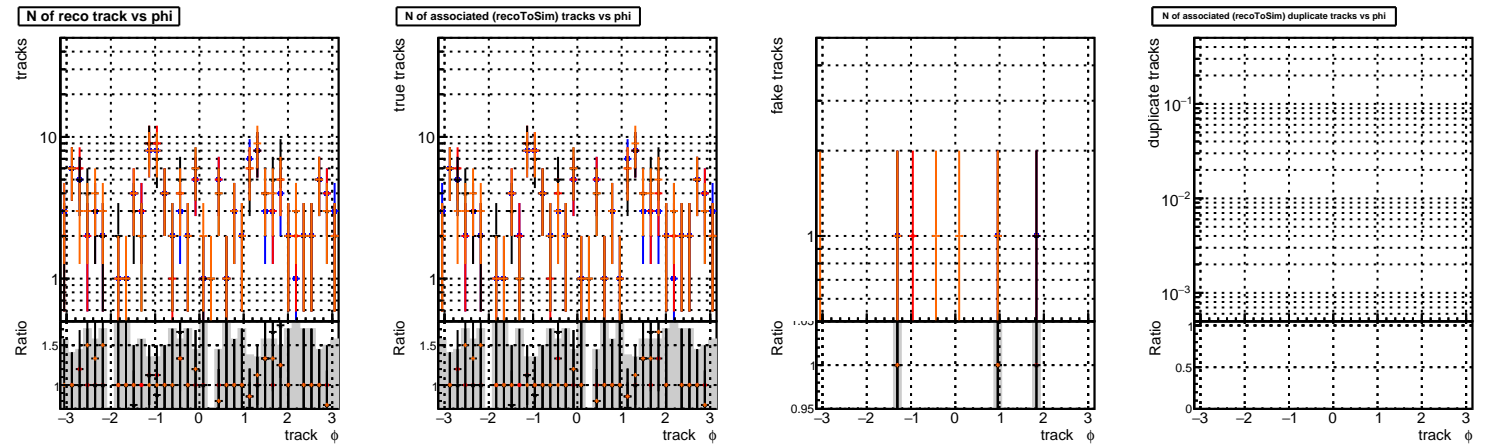 N of reco track vs phi
tracks
10
1
Ratio
1.5
1
−3 −2 −1 0 1 2 3
track φ
N of associated (recoToSim) tracks vs phi
true tracks
10
1
Ratio
1.5
1
−3 −2 −1 0 1 2 3
track φ
fake tracks
1
Ratio
1.05
1
0.95
−3 −2 −1 0 1 2 3
track φ
N of associated (recoToSim) duplicate tracks vs phi
duplicate tracks
10−1
10−2
10−3
Ratio
1
0.5
0
−3 −2 −1 0 1 2 3
track φ